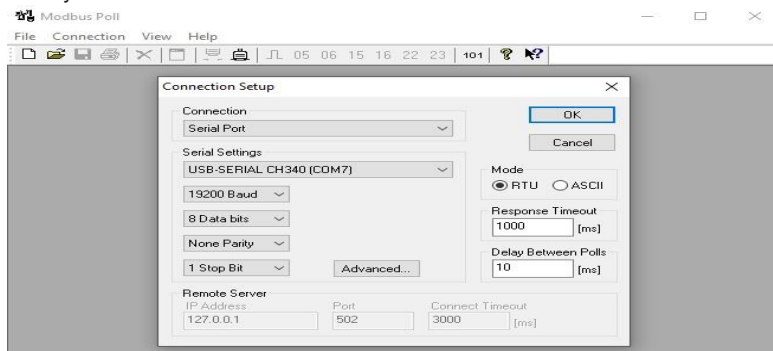 Modbus Poll
File Connection View Help
05 06 15 16 22 23 101
Connection Setup
Connection
Serial Port
OK
Cancel
Serial Settings
USB-SERIAL CH340 (COM7)
19200 Baud
8 Data bits
None Parity
1 Stop Bit
Advanced...
Mode
RTU ASCII
Response Timeout
1000 [ms]
Delay Between Polls
10 [ms]
Remote Server
IP Address Port Connect Timeout
127.0.0.1 502 3000 [ms]